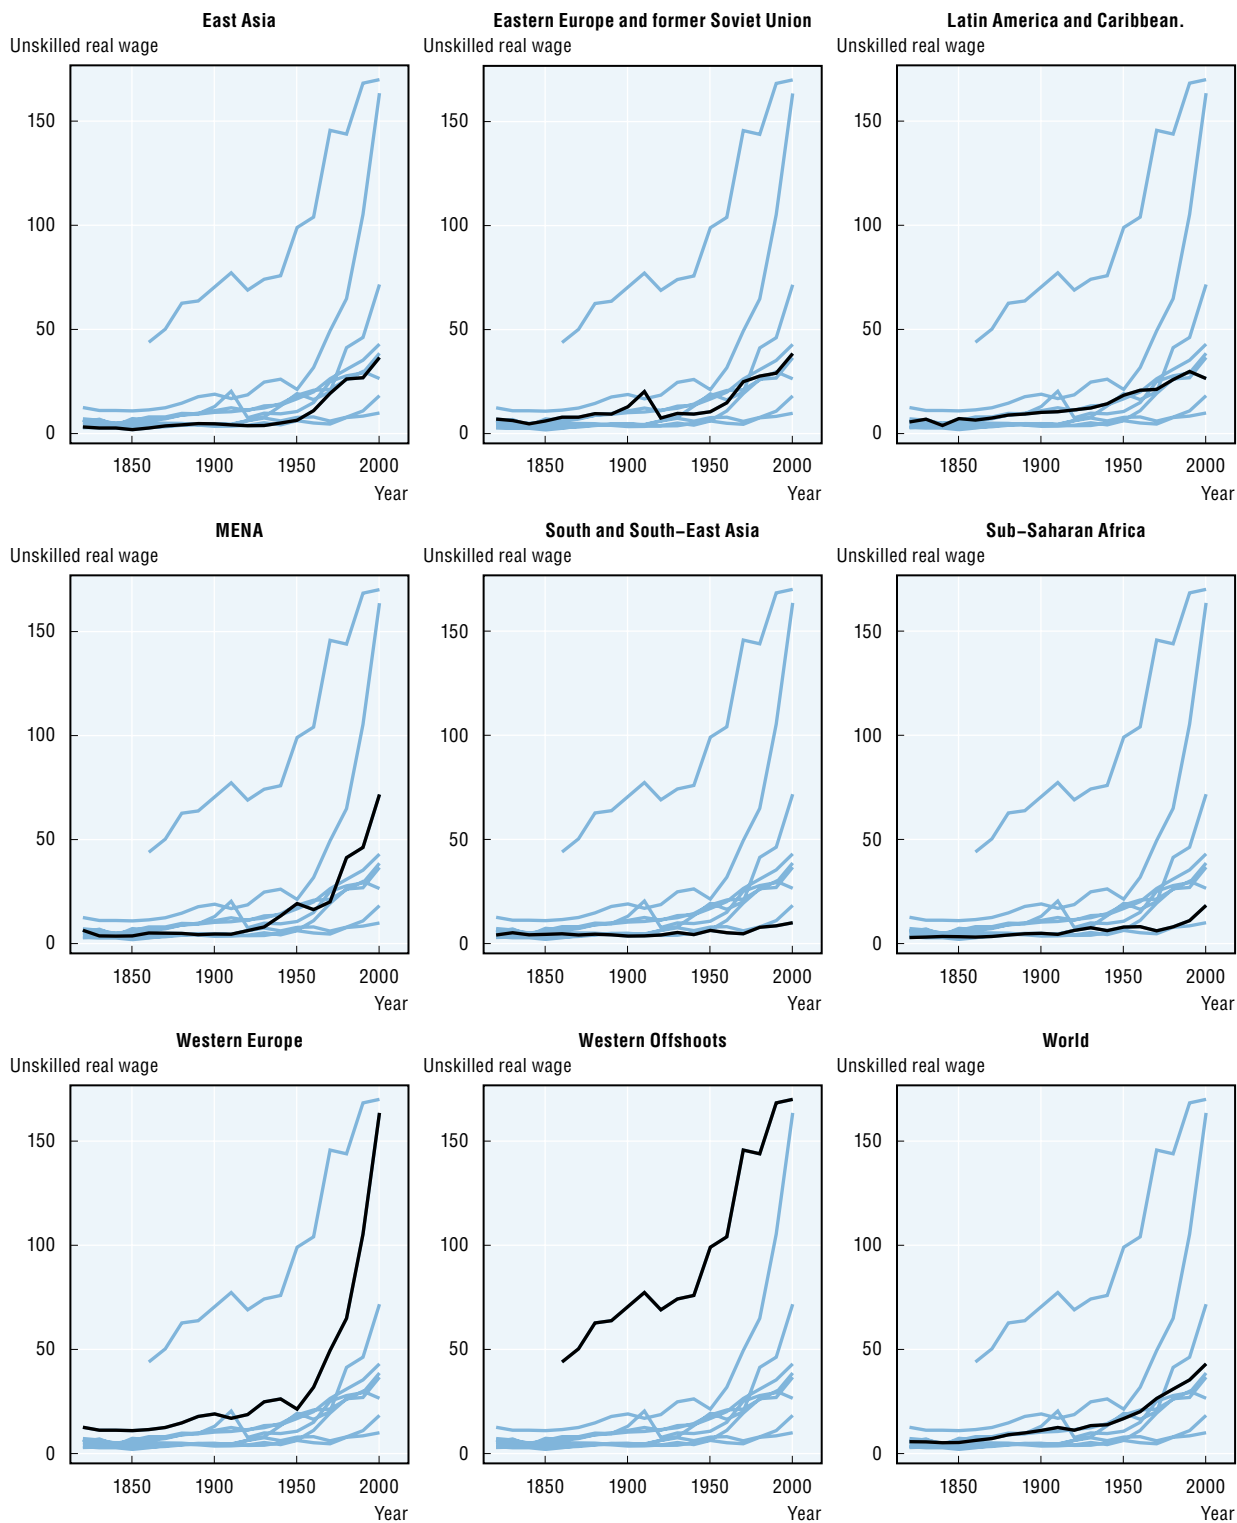 East Asia
Eastern Europe and former Soviet Union
Latin America and Caribbean.
Unskilled real wage
Unskilled real wage
Unskilled real wage
150
150
150
100
100
100
50
50
50
0
0
0
1850 1900 1950 2000
1850 1900 1950 2000
1850 1900 1950 2000
Year
Year
Year
MENA
South and South–East Asia
Sub–Saharan Africa
Unskilled real wage
Unskilled real wage
Unskilled real wage
150
150
150
100
100
100
50
50
50
0
0
0
1850 1900 1950 2000
1850 1900 1950 2000
1850 1900 1950 2000
Year
Year
Year
Western Europe
Western Offshoots
World
Unskilled real wage
Unskilled real wage
Unskilled real wage
150
150
150
100
100
100
50
50
50
0
0
0
1850 1900 1950 2000
1850 1900 1950 2000
1850 1900 1950 2000
Year
Year
Year